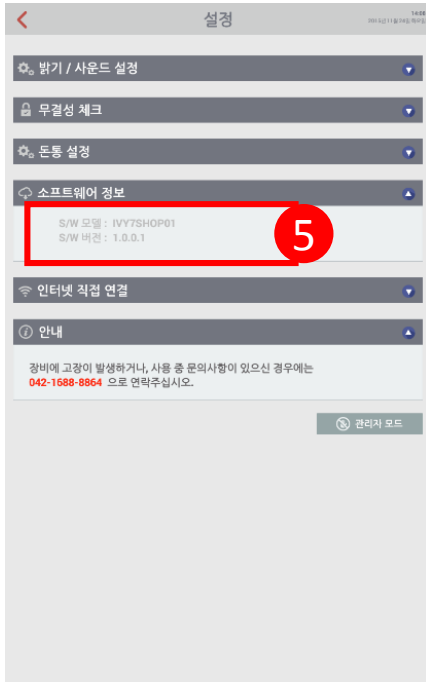 설정
밝기 / 사운드 설정
무결성 체크
돈통 설정
소프트웨어 정보
S/W 모델 : IVY7SHOP01
S/W 버전 : 1.0.0.1
5
인터넷 직접 연결
안내
장비에 고장이 발생하거나, 사용 중 문의사항이 있으신 경우에는
042-1688-8864 으로 연락주십시오.
관리자 모드